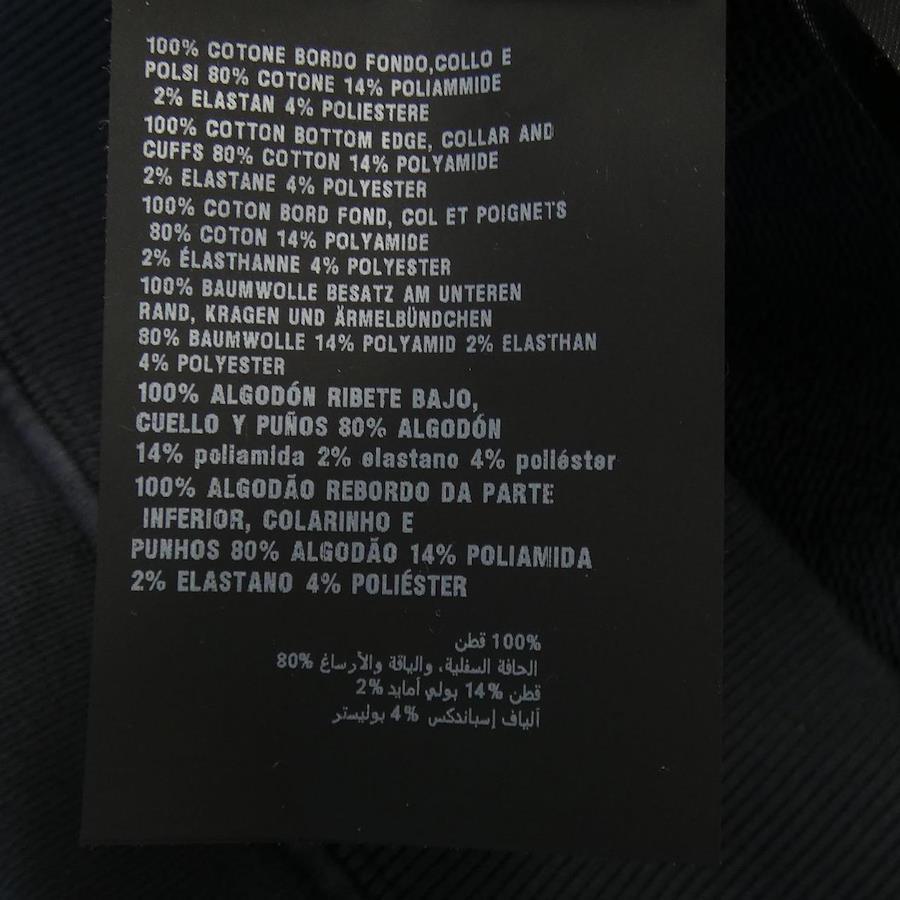 100% COTONE BORDO FONDO,COLLO E
POLSI 80% COTONE 14% POLIAMMIDE
2% ELASTAN 4% POLIESTERE
100% COTTON BOTTOM EDGE, COLLAR AND
CUFFS 80% COTTON 14% POLYAMIDE
2% ELASTANE 4% POLYESTER
100% COTON BORD FOND, COL ET POIGNETS
80% COTON 14% POLYAMIDE
2% ÉLASTHANNE 4% POLYESTER
100% BAUMWOLLE BESATZ AM UNTEREN
RAND, KRAGEN UND ÄRMELBÜNDCHEN
80% BAUMWOLLE 14% POLYAMID 2% ELASTHAN
4% POLYESTER
100% ALGODÓN RIBETE BAJO,
CUELLO Y PUÑOS 80% ALGODÓN
14% poliamida 2% elastano 4% poliéster
100% ALGODÃO REBORDO DA PARTE
INFERIOR, COLARINHO E
PUNHOS 80% ALGODÃO 14% POLIAMIDA
2% ELASTANO 4% POLIÉSTER
100% قطن
الحافة السفلية، والياقة والأرساغ 80%
قطن 14% بولي أمايد 2%
ألياف إسباندكس 4% بوليستر